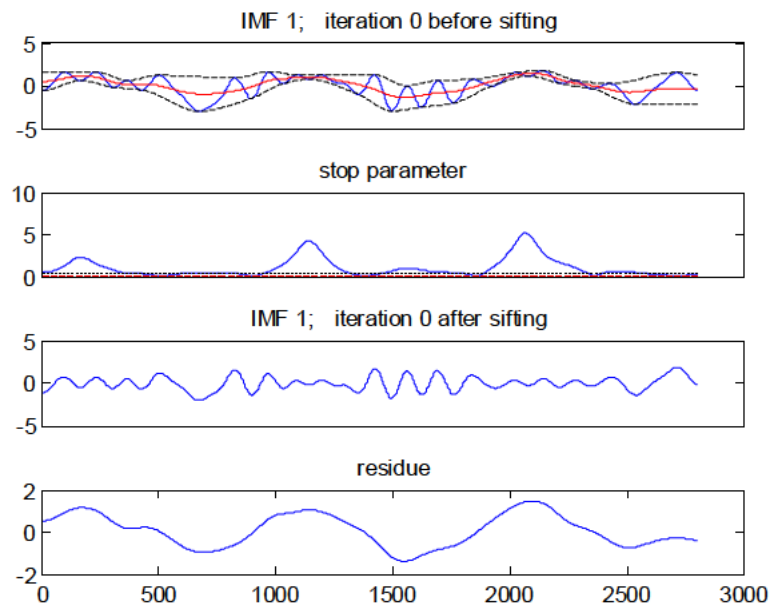 IMF 1; iteration 0 before sifting
5
0
-5
stop parameter
10
5
0
IMF 1; iteration 0 after sifting
5
0
-5
residue
2
0
-2
0 500 1000 1500 2000 2500 3000